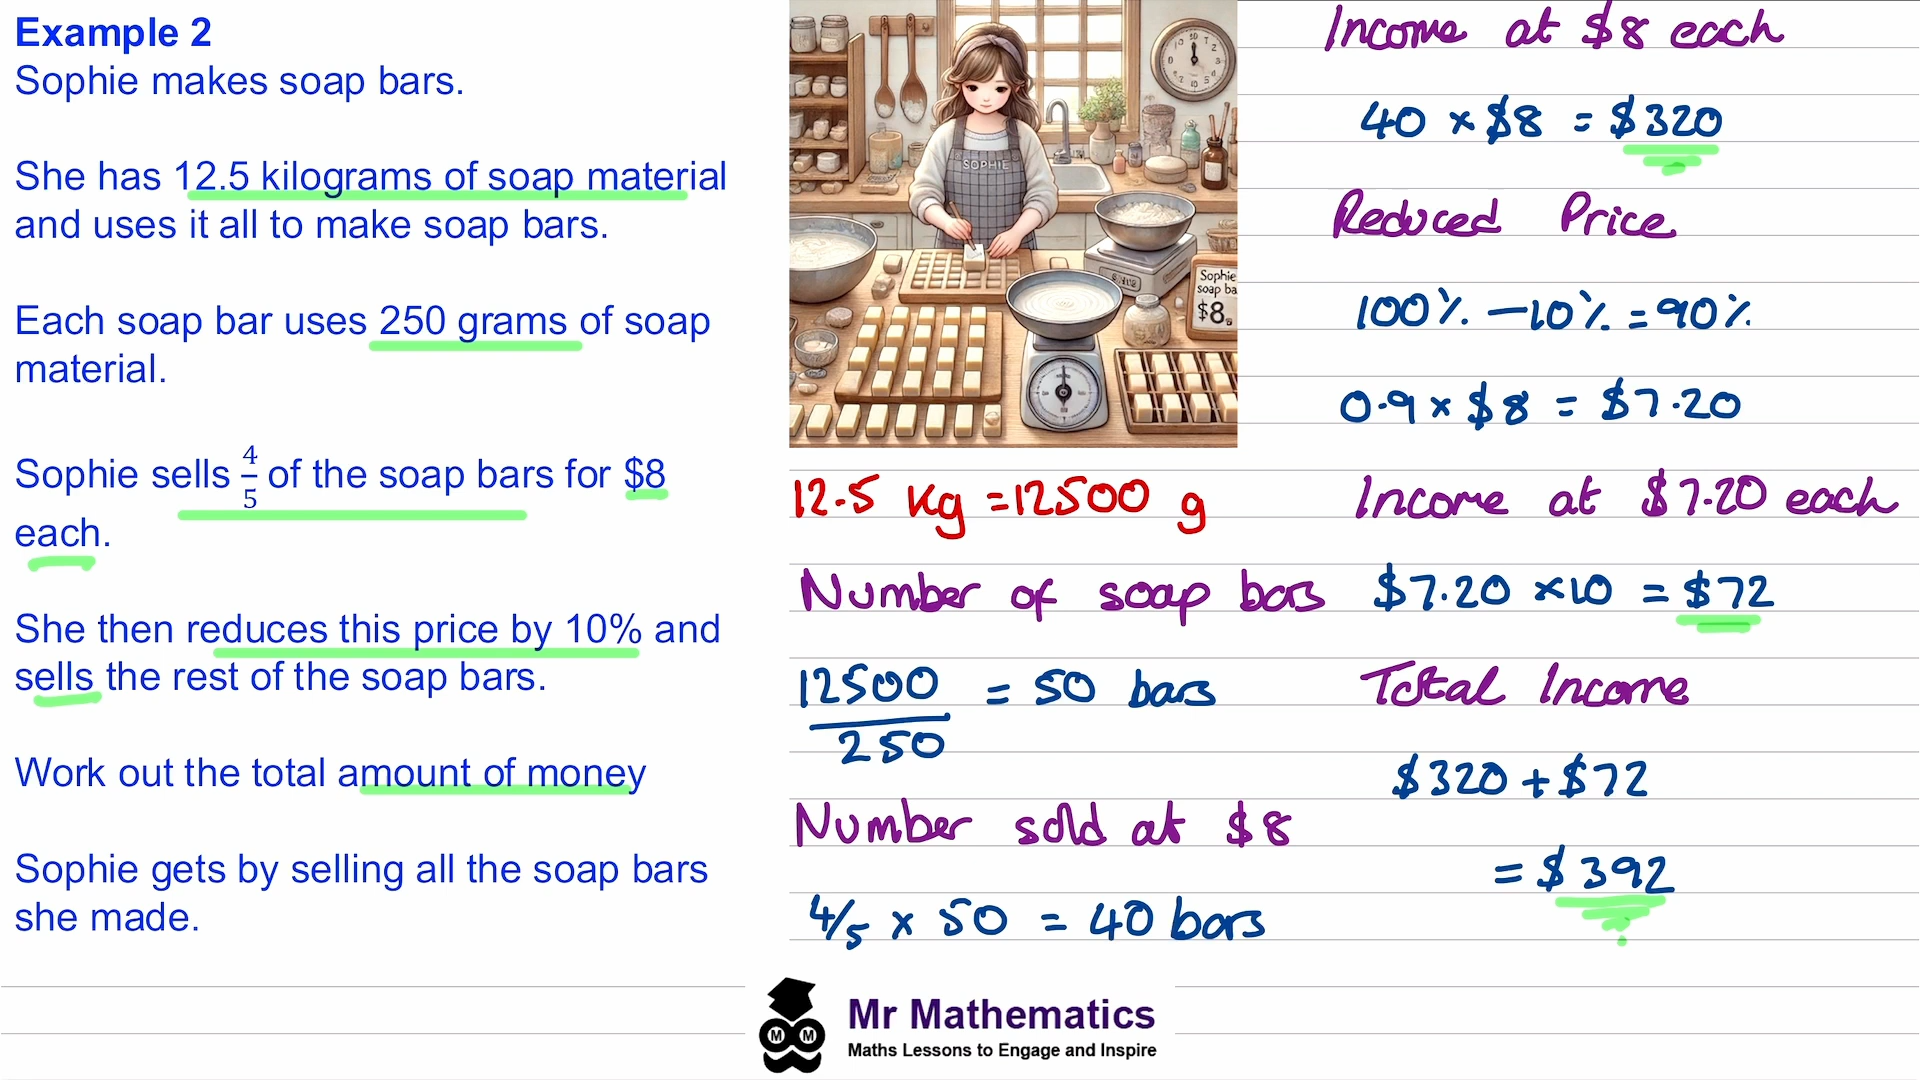 Example 2
Sophie makes soap bars.
She has 12.5 kilograms of soap material
and uses it all to make soap bars.
Each soap bar uses 250 grams of soap
material.
Sophie sells 4/5 of the soap bars for $8
each.
She then reduces this price by 10% and
sells the rest of the soap bars.
Work out the total amount of money
Sophie gets by selling all the soap bars
she made.
SOPHIE
Sophie
soap ba
$8.
12.5 Kg = 12500 g
Number of soap bars
12500/250 = 50 bars
Number sold at $8
4/5 × 50 = 40 bars
Income at $8 each
40 × $8 = $320
Reduced Price
100% – 10% = 90%
0.9 × $8 = $7.20
Income at $7.20 each
$7.20 × 10 = $72
Total Income
$320 + $72
= $392
M M
Mr Mathematics
Maths Lessons to Engage and Inspire